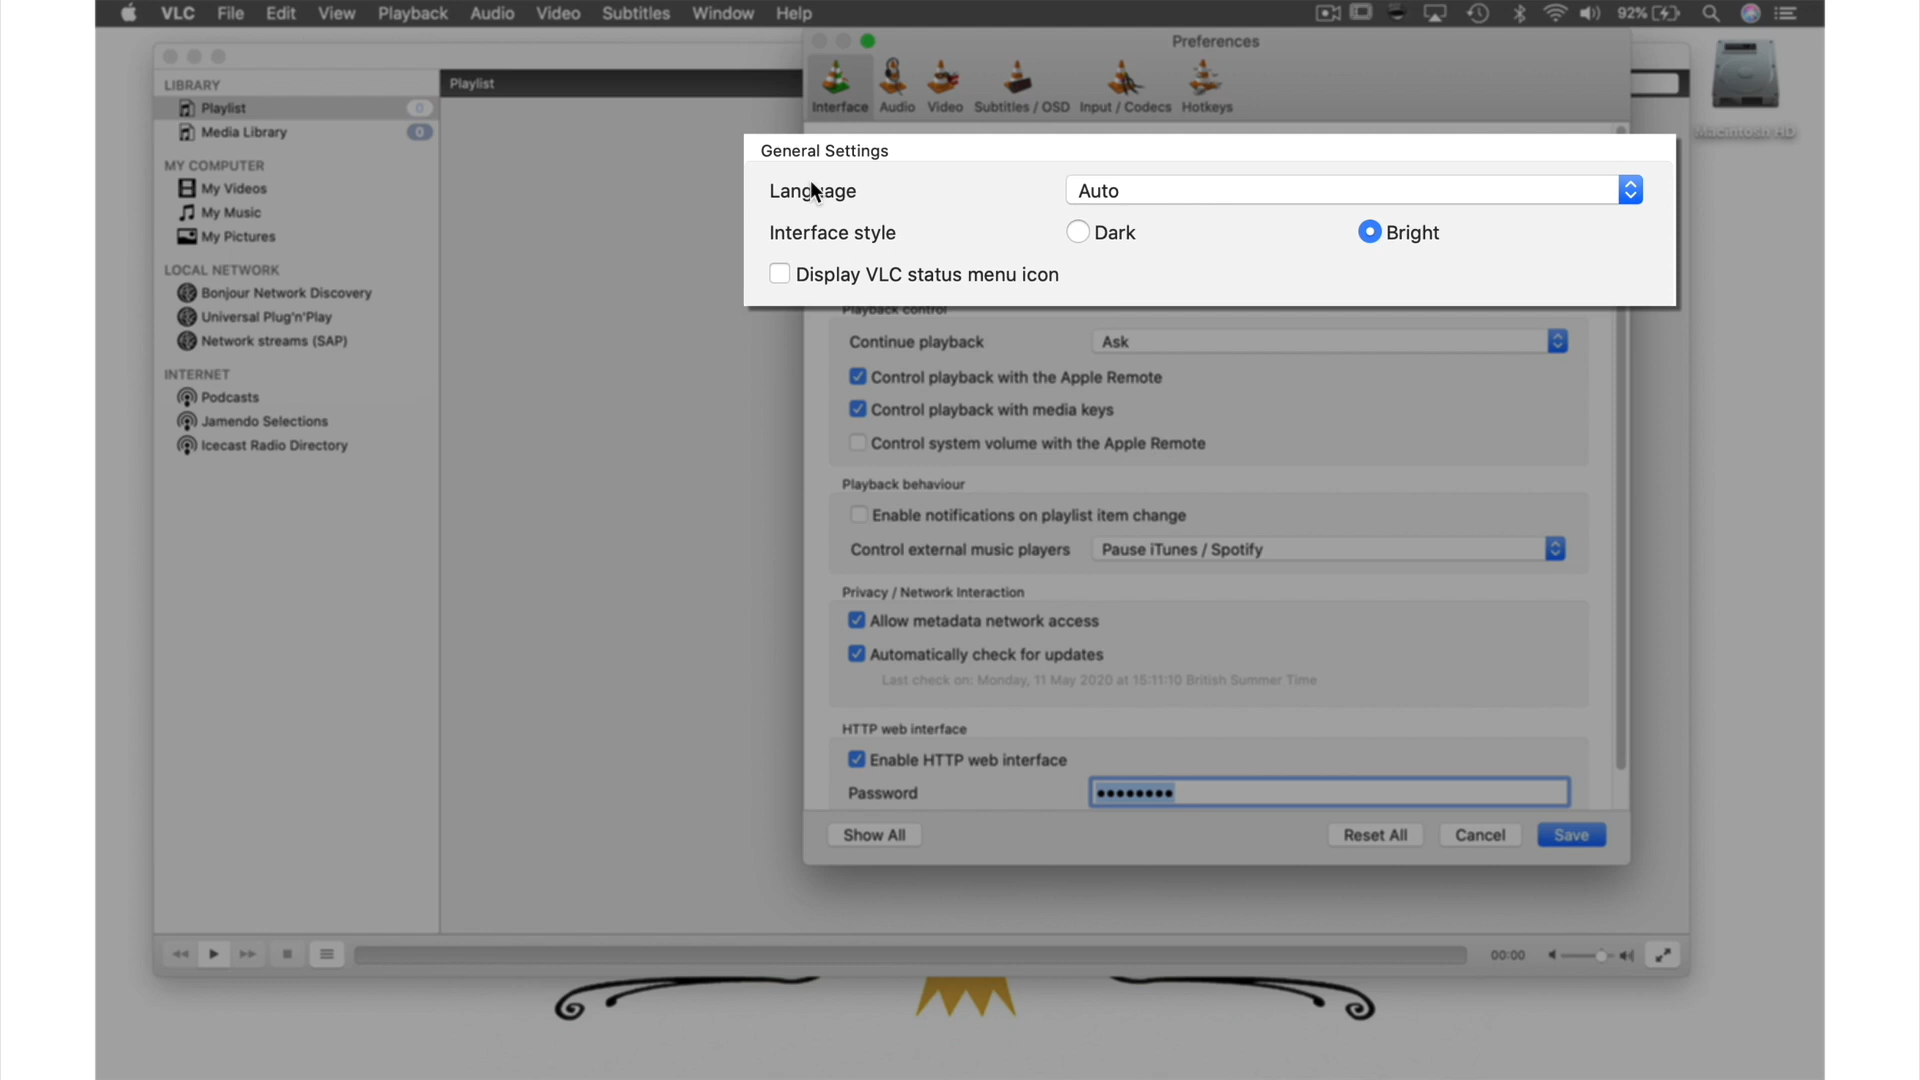 VLC File Edit View Playback Audio Video Subtitles Window Help
92%
Preferences
LIBRARY
Playlist 0
Media Library 0
MY COMPUTER
My Videos
My Music
My Pictures
LOCAL NETWORK
Bonjour Network Discovery
Universal Plug'n'Play
Network streams (SAP)
INTERNET
Podcasts
Jamendo Selections
Icecast Radio Directory
Playlist
Interface Audio Video Subtitles / OSD Input / Codecs Hotkeys
Macintosh HD
General Settings
Language Auto
Interface style Dark Bright
Display VLC status menu icon
Playback control
Continue playback Ask
Control playback with the Apple Remote
Control playback with media keys
Control system volume with the Apple Remote
Playback behaviour
Enable notifications on playlist item change
Control external music players Pause iTunes / Spotify
Privacy / Network Interaction
Allow metadata network access
Automatically check for updates
Last check on: Monday, 11 May 2020 at 15:11:10 British Summer Time
HTTP web interface
Enable HTTP web interface
Password ••••••••
Show All Reset All Cancel Save
00:00